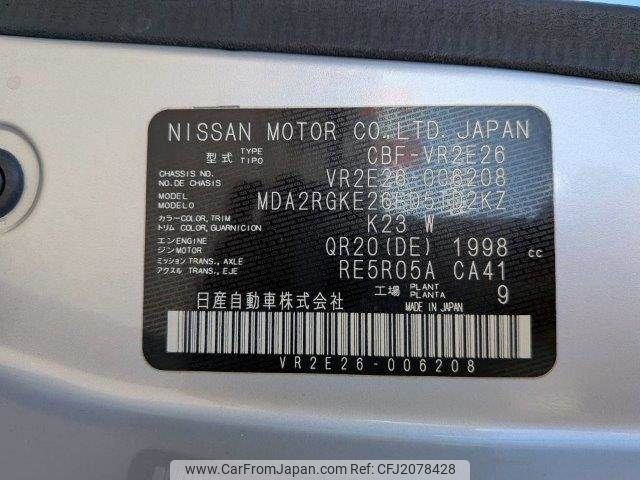 NISSAN MOTOR CO.,LTD. JAPAN
型式 TYPE TIPO CBF-VR2E26
CHASSIS NO. NO. DE CHASIS VR2E26-006208
MODEL MODELO
カラー COLOR, TRIM トリム COLOR, GUARNICION K23 W
エンジン ENGINE MOTOR QR20(DE) 1998 cc
ミッション TRANS., AXLE アクスル TRANS., EJE RE5R05A CA41
工場 PLANT PLANTA 9
日産自動車株式会社 MADE IN JAPAN
VR2E26-006208
www.CarFromJapan.com | Car From Japan - CFJ2078428